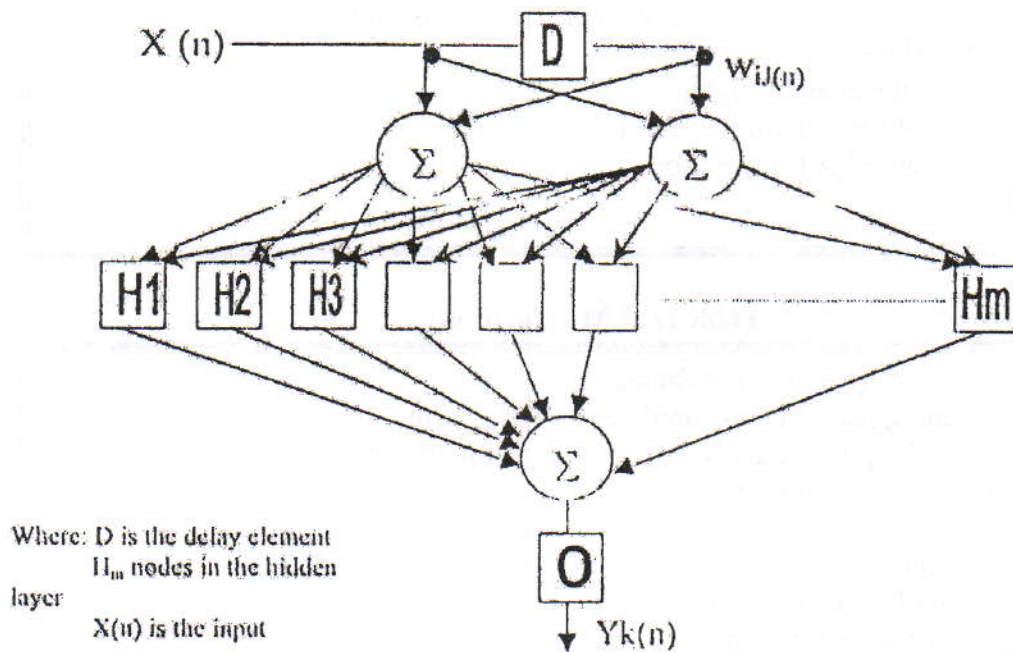 X (n)
D
WiJ(n)
Σ
Σ
H1
H2
H3
Hm
Σ
Where: D is the delay element
Hm nodes in the hidden
layer
X(n) is the input
O
Yk(n)